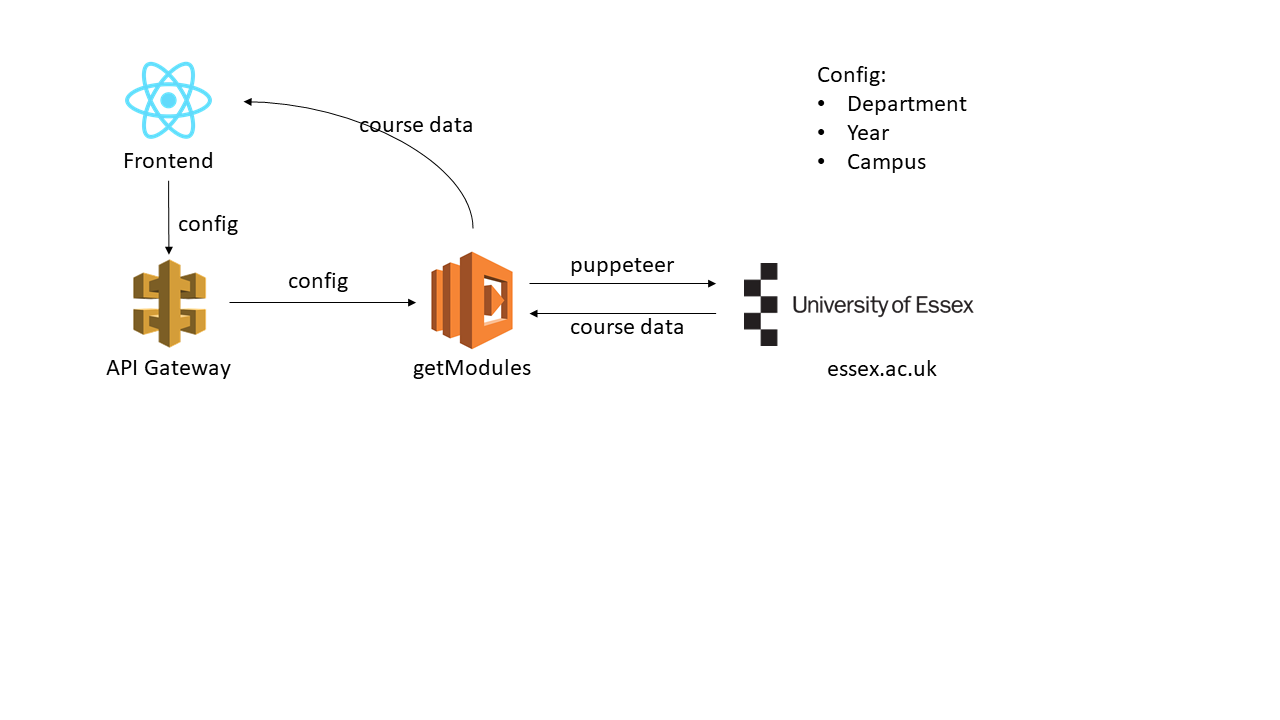 Config:
• Department
• Year
• Campus
course data
Frontend
config
config
puppeteer
course data
University of Essex
API Gateway
getModules
essex.ac.uk